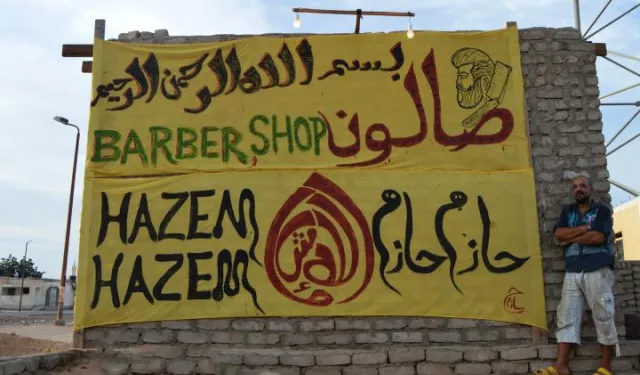 بسم الله الرحمن الرحيم
صالون
BARBER SHOP
HAZEM
HAZEM
حازم حازم